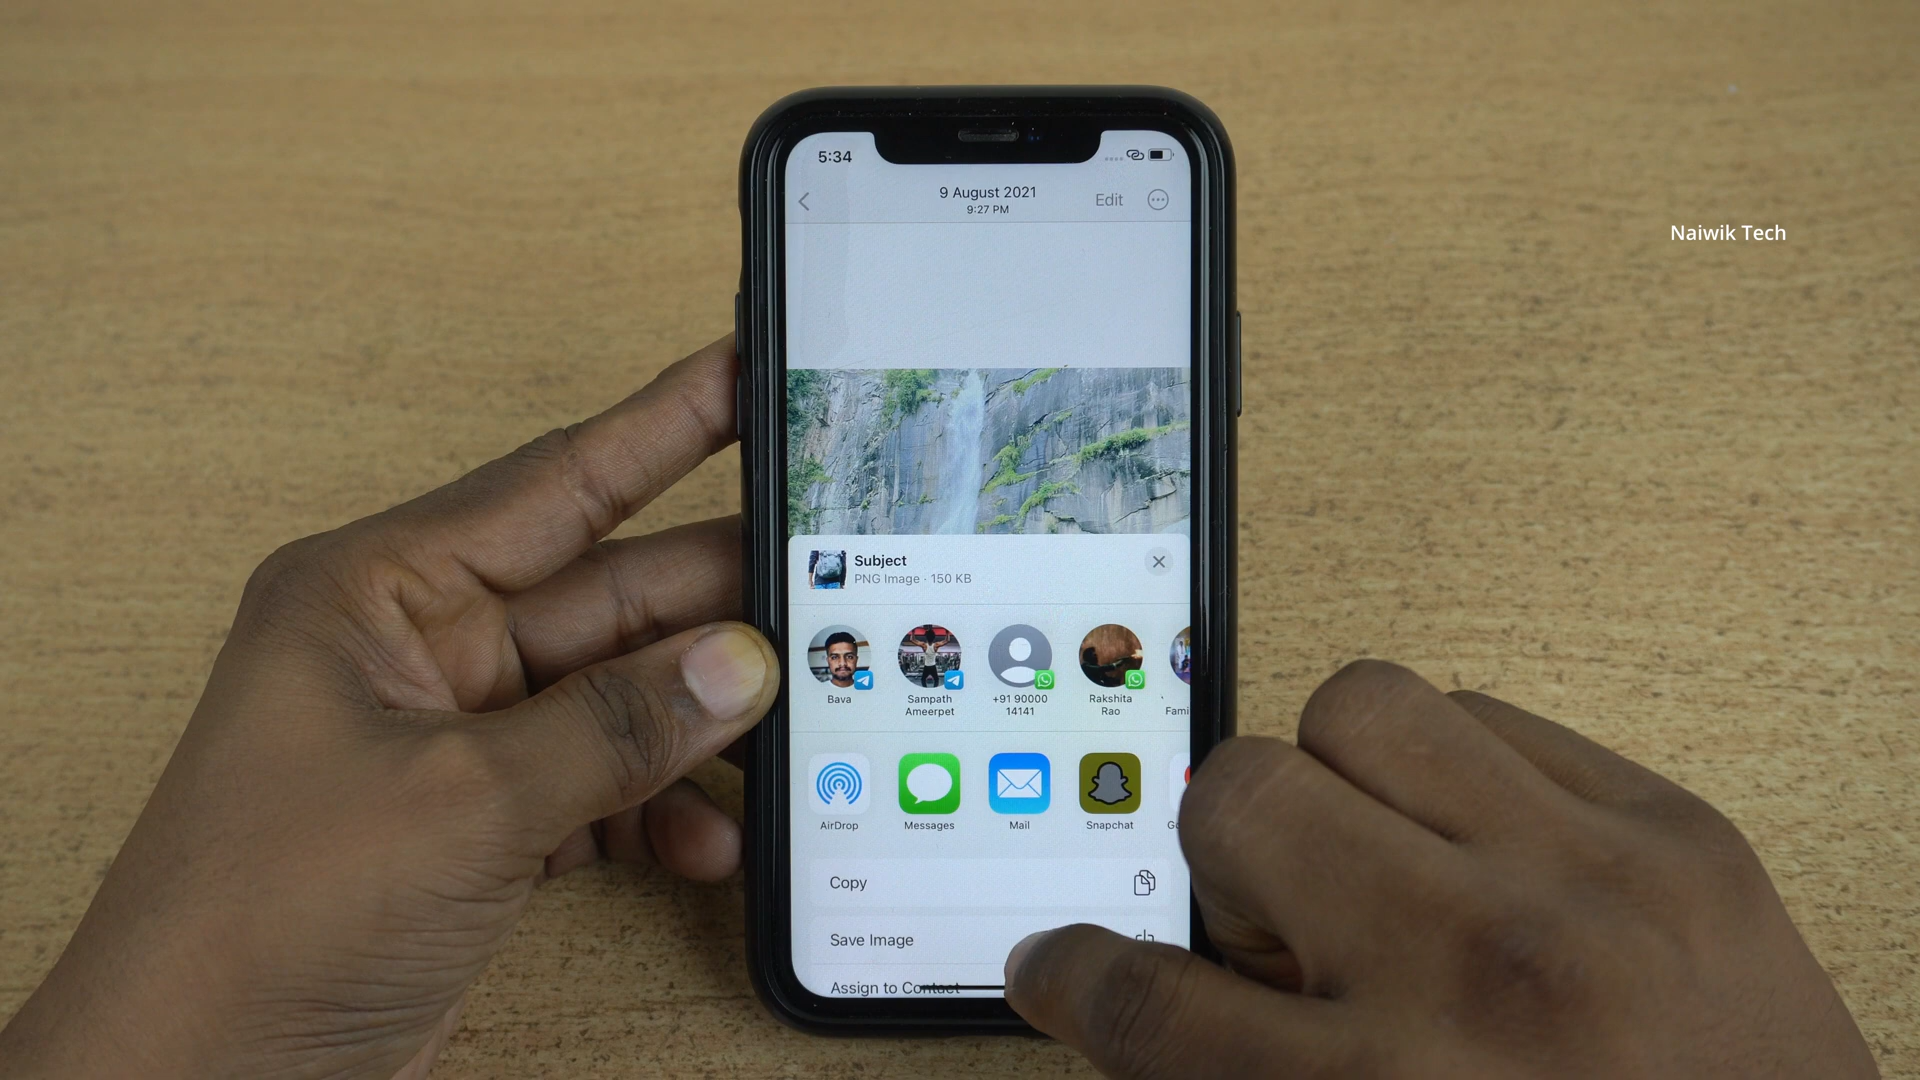 5:34
9 August 2021
9:27 PM
Edit
Naiwik Tech
Subject
PNG Image · 150 KB
Bava
Sampath
Ameerpet
+91 90000
14141
Rakshita
Rao
Fami
AirDrop
Messages
Mail
Snapchat
Copy
Save Image
Assign to Contact